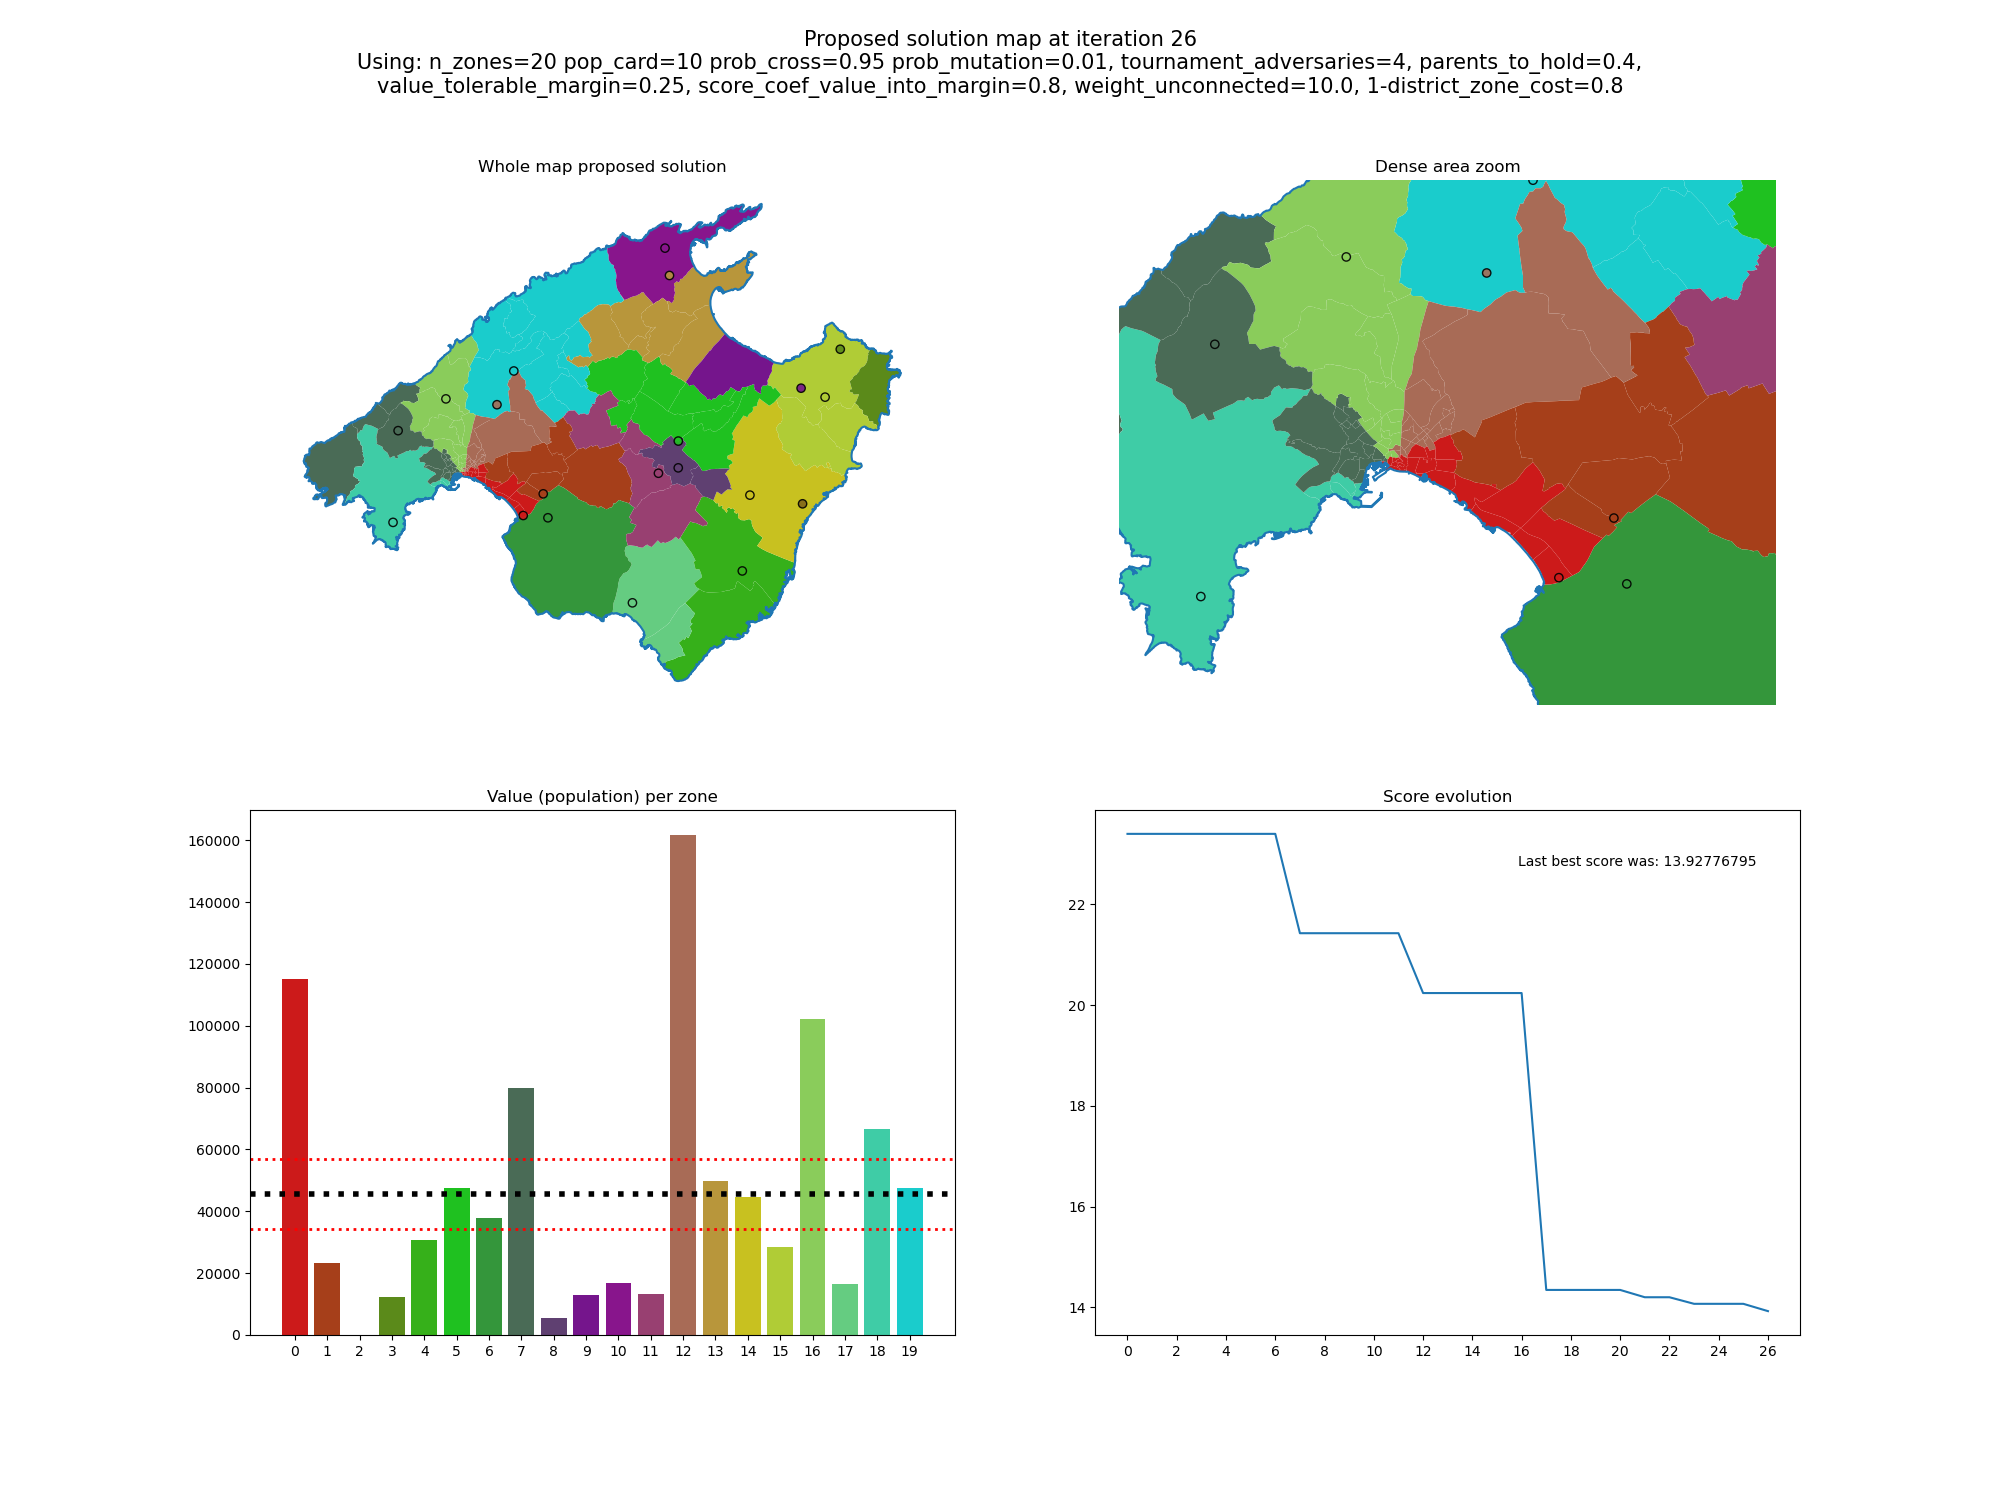 Proposed solution map at iteration 26
Using: n_zones=20 pop_card=10 prob_cross=0.95 prob_mutation=0.01, tournament_adversaries=4, parents_to_hold=0.4,
value_tolerable_margin=0.25, score_coef_value_into_margin=0.8, weight_unconnected=10.0, 1-district_zone_cost=0.8
Whole map proposed solution
Dense area zoom
Value (population) per zone
160000
140000
120000
100000
80000
60000
40000
20000
0
0 1 2 3 4 5 6 7 8 9 10 11 12 13 14 15 16 17 18 19
Score evolution
Last best score was: 13.92776795
22
20
18
16
14
0 2 4 6 8 10 12 14 16 18 20 22 24 26